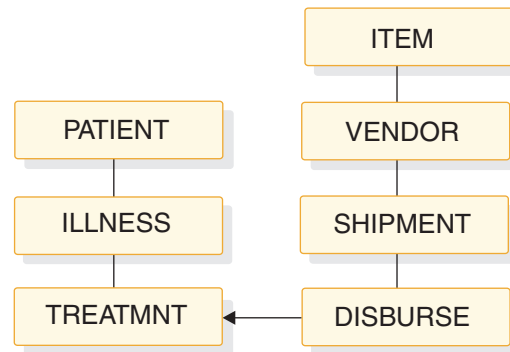 ITEM
PATIENT
VENDOR
ILLNESS
SHIPMENT
TREATMNT
DISBURSE